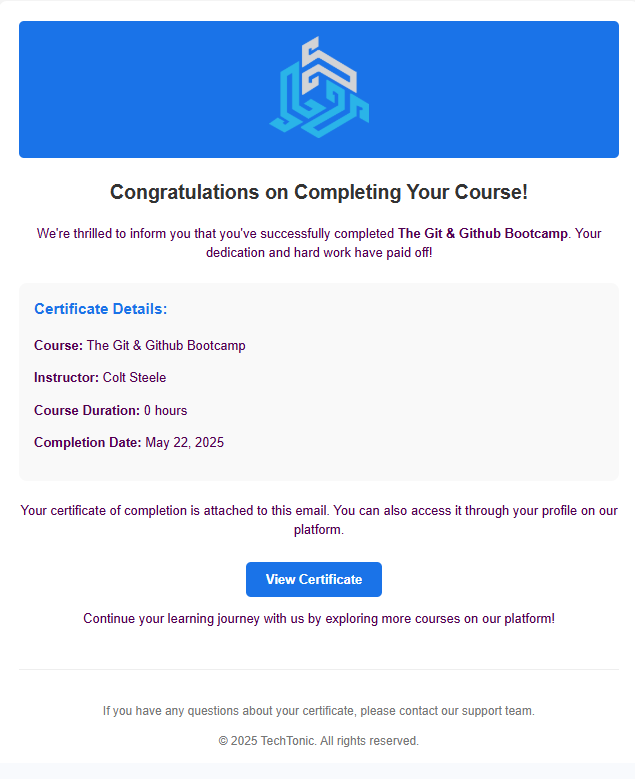 Congratulations on Completing Your Course!
We're thrilled to inform you that you've successfully completed The Git & Github Bootcamp. Your
dedication and hard work have paid off!
Certificate Details:
Course: The Git & Github Bootcamp
Instructor: Colt Steele
Course Duration: 0 hours
Completion Date: May 22, 2025
Your certificate of completion is attached to this email. You can also access it through your profile on our
platform.
View Certificate
Continue your learning journey with us by exploring more courses on our platform!
If you have any questions about your certificate, please contact our support team.
© 2025 TechTonic. All rights reserved.